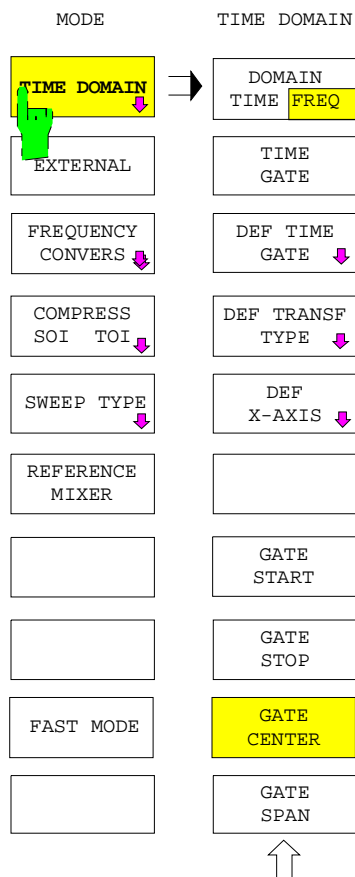 MODE
TIME DOMAIN
EXTERNAL
FREQUENCY
CONVERS
COMPRESS
SOI TOI
SWEEP TYPE
REFERENCE
MIXER
FAST MODE
TIME DOMAIN
DOMAIN
TIME FREQ
TIME
GATE
DEF TIME
GATE
DEF TRANSF
TYPE
DEF
X-AXIS
GATE
START
GATE
STOP
GATE
CENTER
GATE
SPAN